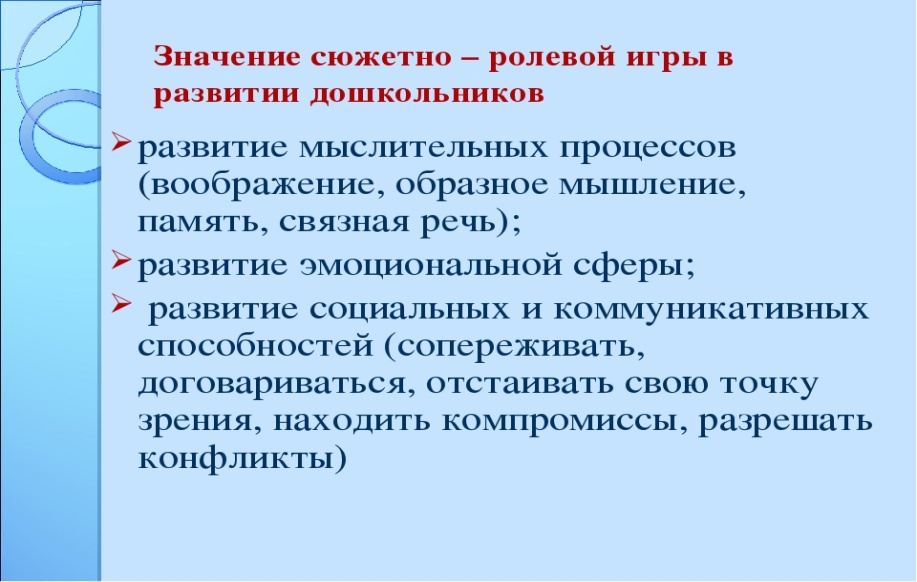 Значение сюжетно – ролевой игры в
развитии дошкольников
развитие мыслительных процессов
(воображение, образное мышление,
память, связная речь);
развитие эмоциональной сферы;
развитие социальных и коммуникативных
способностей (сопереживать,
договариваться, отстаивать свою точку
зрения, находить компромиссы, разрешать
конфликты)